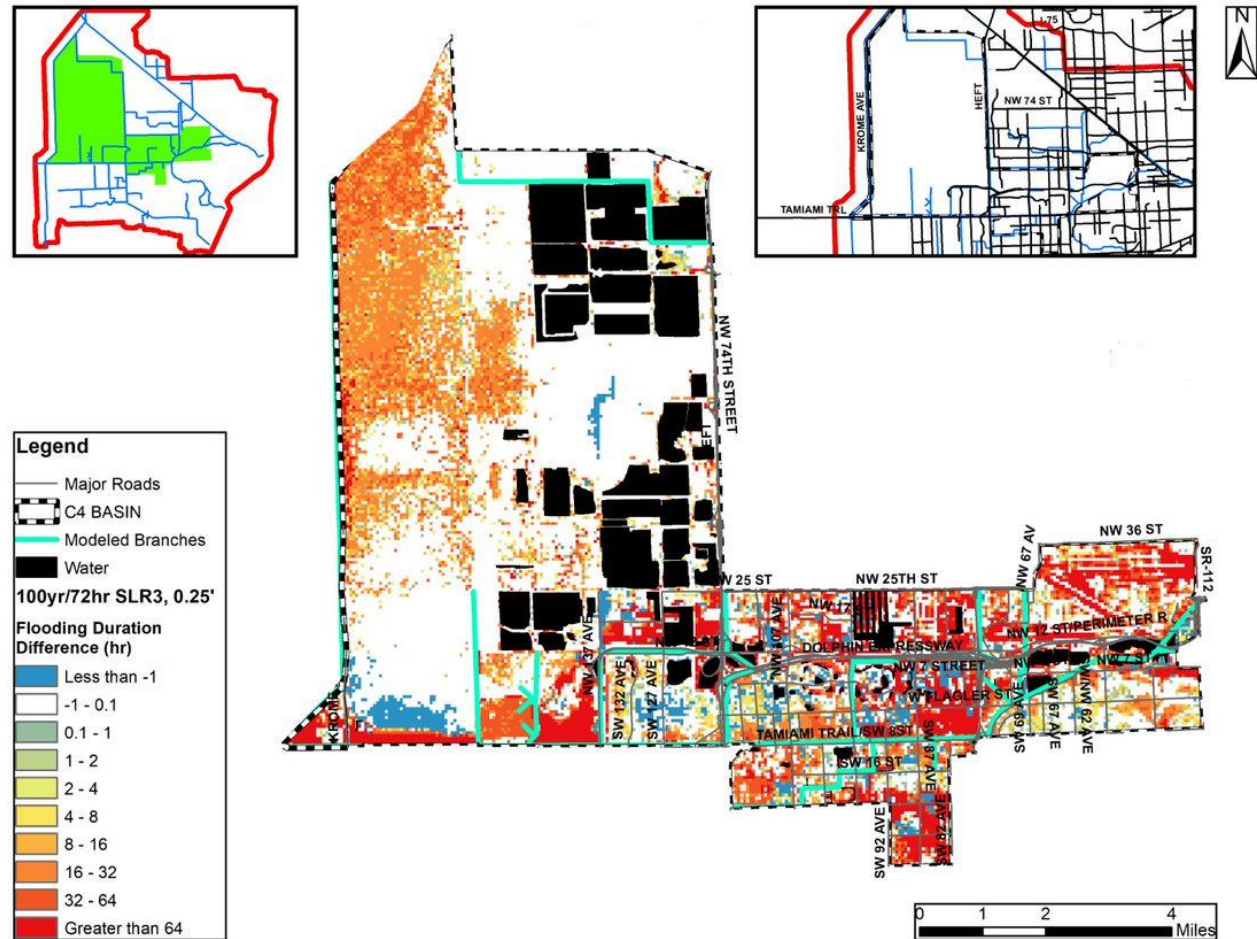 I-75
N
KROME AVE
HEFT
NW 74 ST
TAMIAMI TRL
NW 74TH STREET
Legend
Major Roads
C4 BASIN
Modeled Branches
Water
100yr/72hr SLR3, 0.25'
Flooding Duration
Difference (hr)
Less than -1
-1 - 0.1
0.1 - 1
1 - 2
2 - 4
4 - 8
8 - 16
16 - 32
32 - 64
Greater than 64
NW 36 ST
NW 67 AV
SR-112
25 ST
NW 25TH ST
NW 12 ST/PERIMETER R
NW 37 AVE
NW 107 AVE
DOLPHIN EXPRESSWAY
NW 7 STREET
FLAGLER ST
SW 132 AVE
SW 127 AVE
SW 69 AVE
SW 67 AVE
NW 62 AVE
TAMIAMI TRAIL/SW 8ST
SW 87 AVE
SW 16 ST
SW 92 AVE
SW 82 AVE
0 1 2 4
Miles